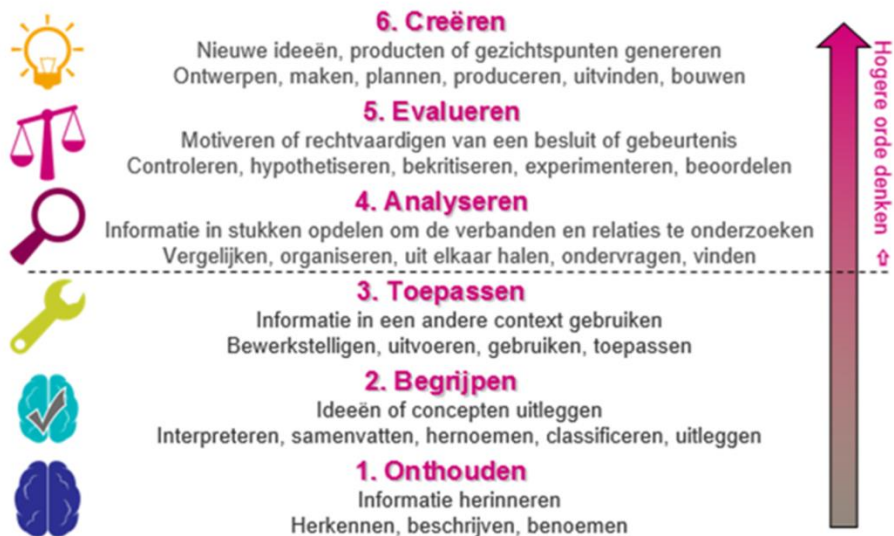 6. Creëren
Nieuwe ideeën, producten of gezichtspunten genereren
Ontwerpen, maken, plannen, produceren, uitvinden, bouwen
5. Evalueren
Motiveren of rechtvaardigen van een besluit of gebeurtenis
Controleren, hypothetiseren, bekritiseren, experimenteren, beoordelen
4. Analyseren
Informatie in stukken opdelen om de verbanden en relaties te onderzoeken
Vergelijken, organiseren, uit elkaar halen, ondervragen, vinden
3. Toepassen
Informatie in een andere context gebruiken
Bewerkstelligen, uitvoeren, gebruiken, toepassen
2. Begrijpen
Ideeën of concepten uitleggen
Interpreteren, samenvatten, hernoemen, classificeren, uitleggen
1. Onthouden
Informatie herinneren
Herkennen, beschrijven, benoemen
Hogere orde denken